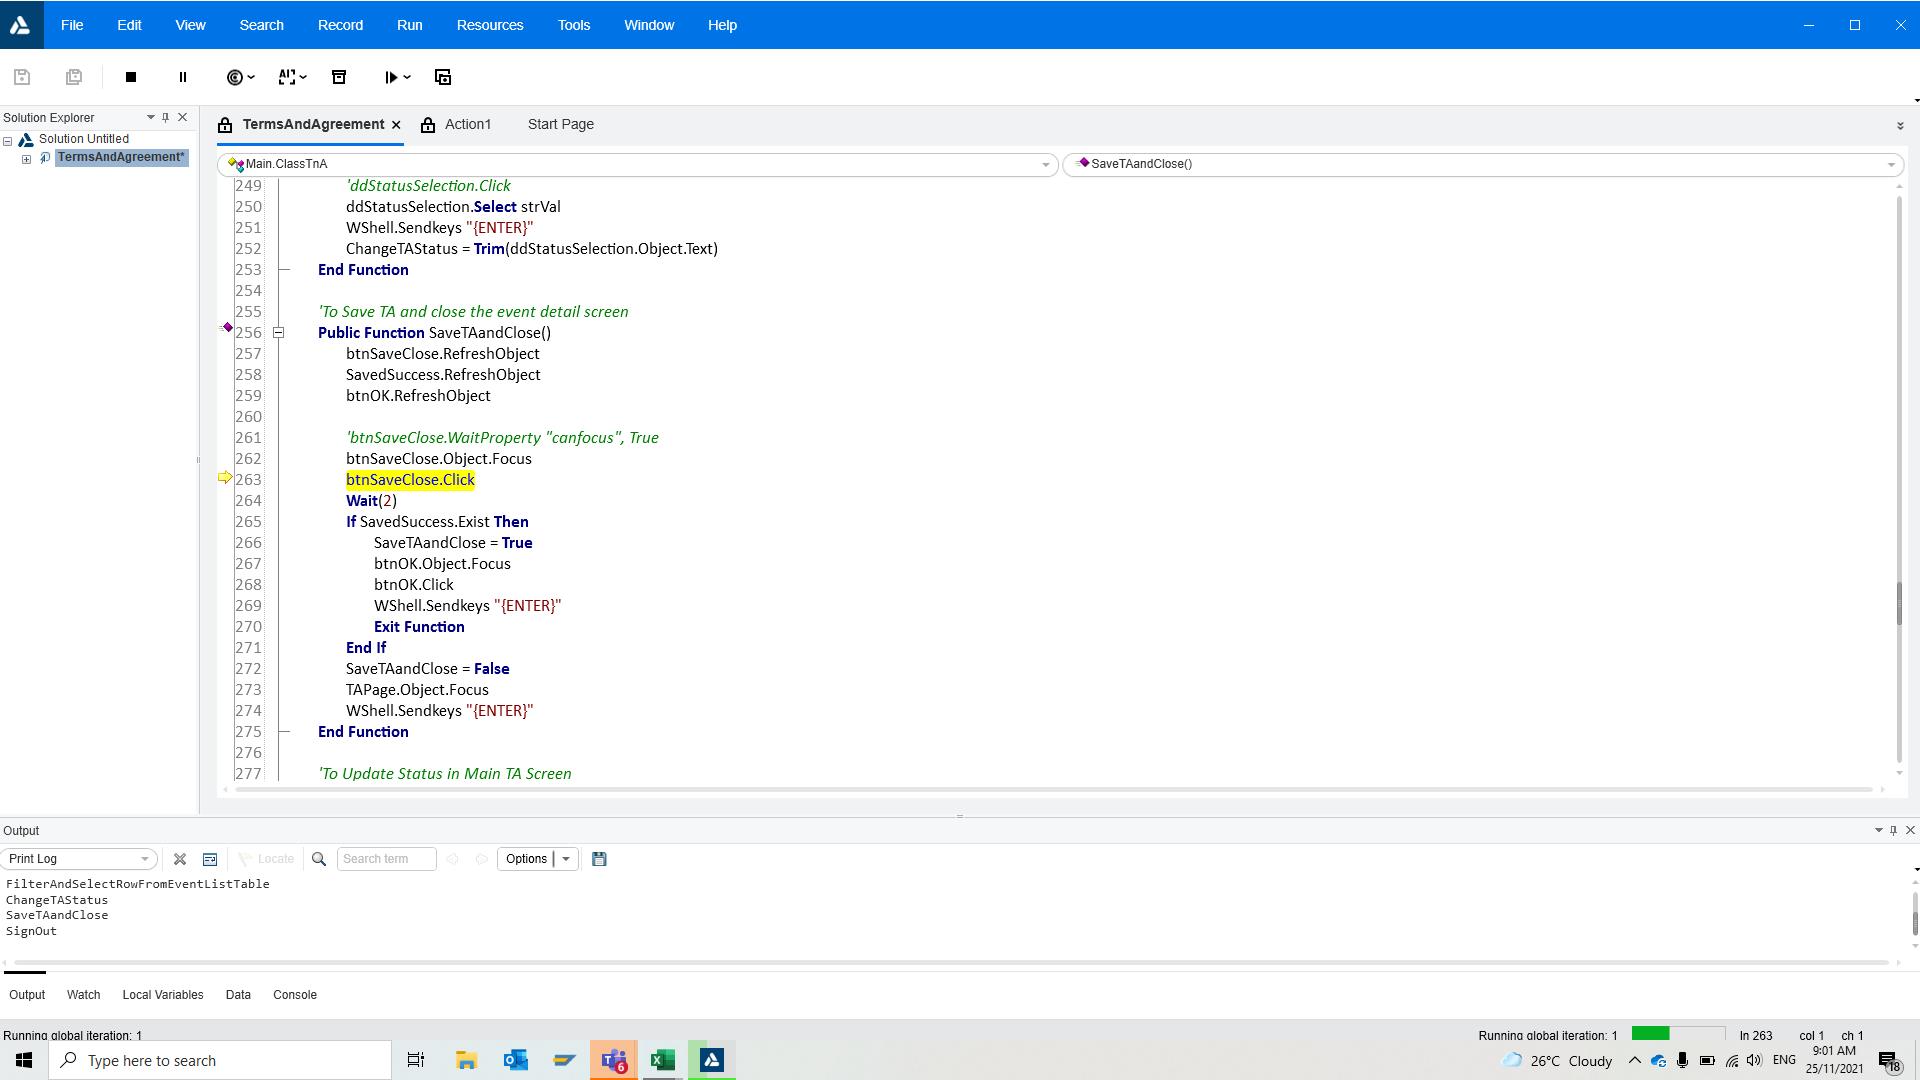 File Edit View Search Record Run Resources Tools Window Help
Solution Explorer
Solution Untitled
TermsAndAgreement*
TermsAndAgreement Action1 Start Page
Main.ClassTnA SaveTAandClose()
249 'ddStatusSelection.Click
250 ddStatusSelection.Select strVal
251 WShell.Sendkeys "{ENTER}"
252 ChangeTAStatus = Trim(ddStatusSelection.Object.Text)
253 End Function
254
255 'To Save TA and close the event detail screen
256 Public Function SaveTAandClose()
257 btnSaveClose.RefreshObject
258 SavedSuccess.RefreshObject
259 btnOK.RefreshObject
260
261 'btnSaveClose.WaitProperty "canfocus", True
262 btnSaveClose.Object.Focus
263 btnSaveClose.Click
264 Wait(2)
265 If SavedSuccess.Exist Then
266 SaveTAandClose = True
267 btnOK.Object.Focus
268 btnOK.Click
269 WShell.Sendkeys "{ENTER}"
270 Exit Function
271 End If
272 SaveTAandClose = False
273 TAPage.Object.Focus
274 WShell.Sendkeys "{ENTER}"
275 End Function
276
277 'To Update Status in Main TA Screen
Output
Print Log Locate Search term Options
FilterAndSelectRowFromEventListTable
ChangeTAStatus
SaveTAandClose
SignOut
Output Watch Local Variables Data Console
Running global iteration: 1 Running global iteration: 1 ln 263 col 1 ch 1
Type here to search 6 26°C Cloudy ENG 9:01 AM 18
25/11/2021